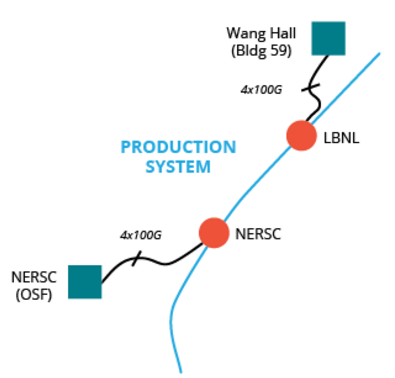 Wang Hall
(Bldg 59)
4x100G
LBNL
PRODUCTION
SYSTEM
4x100G
NERSC
NERSC
(OSF)